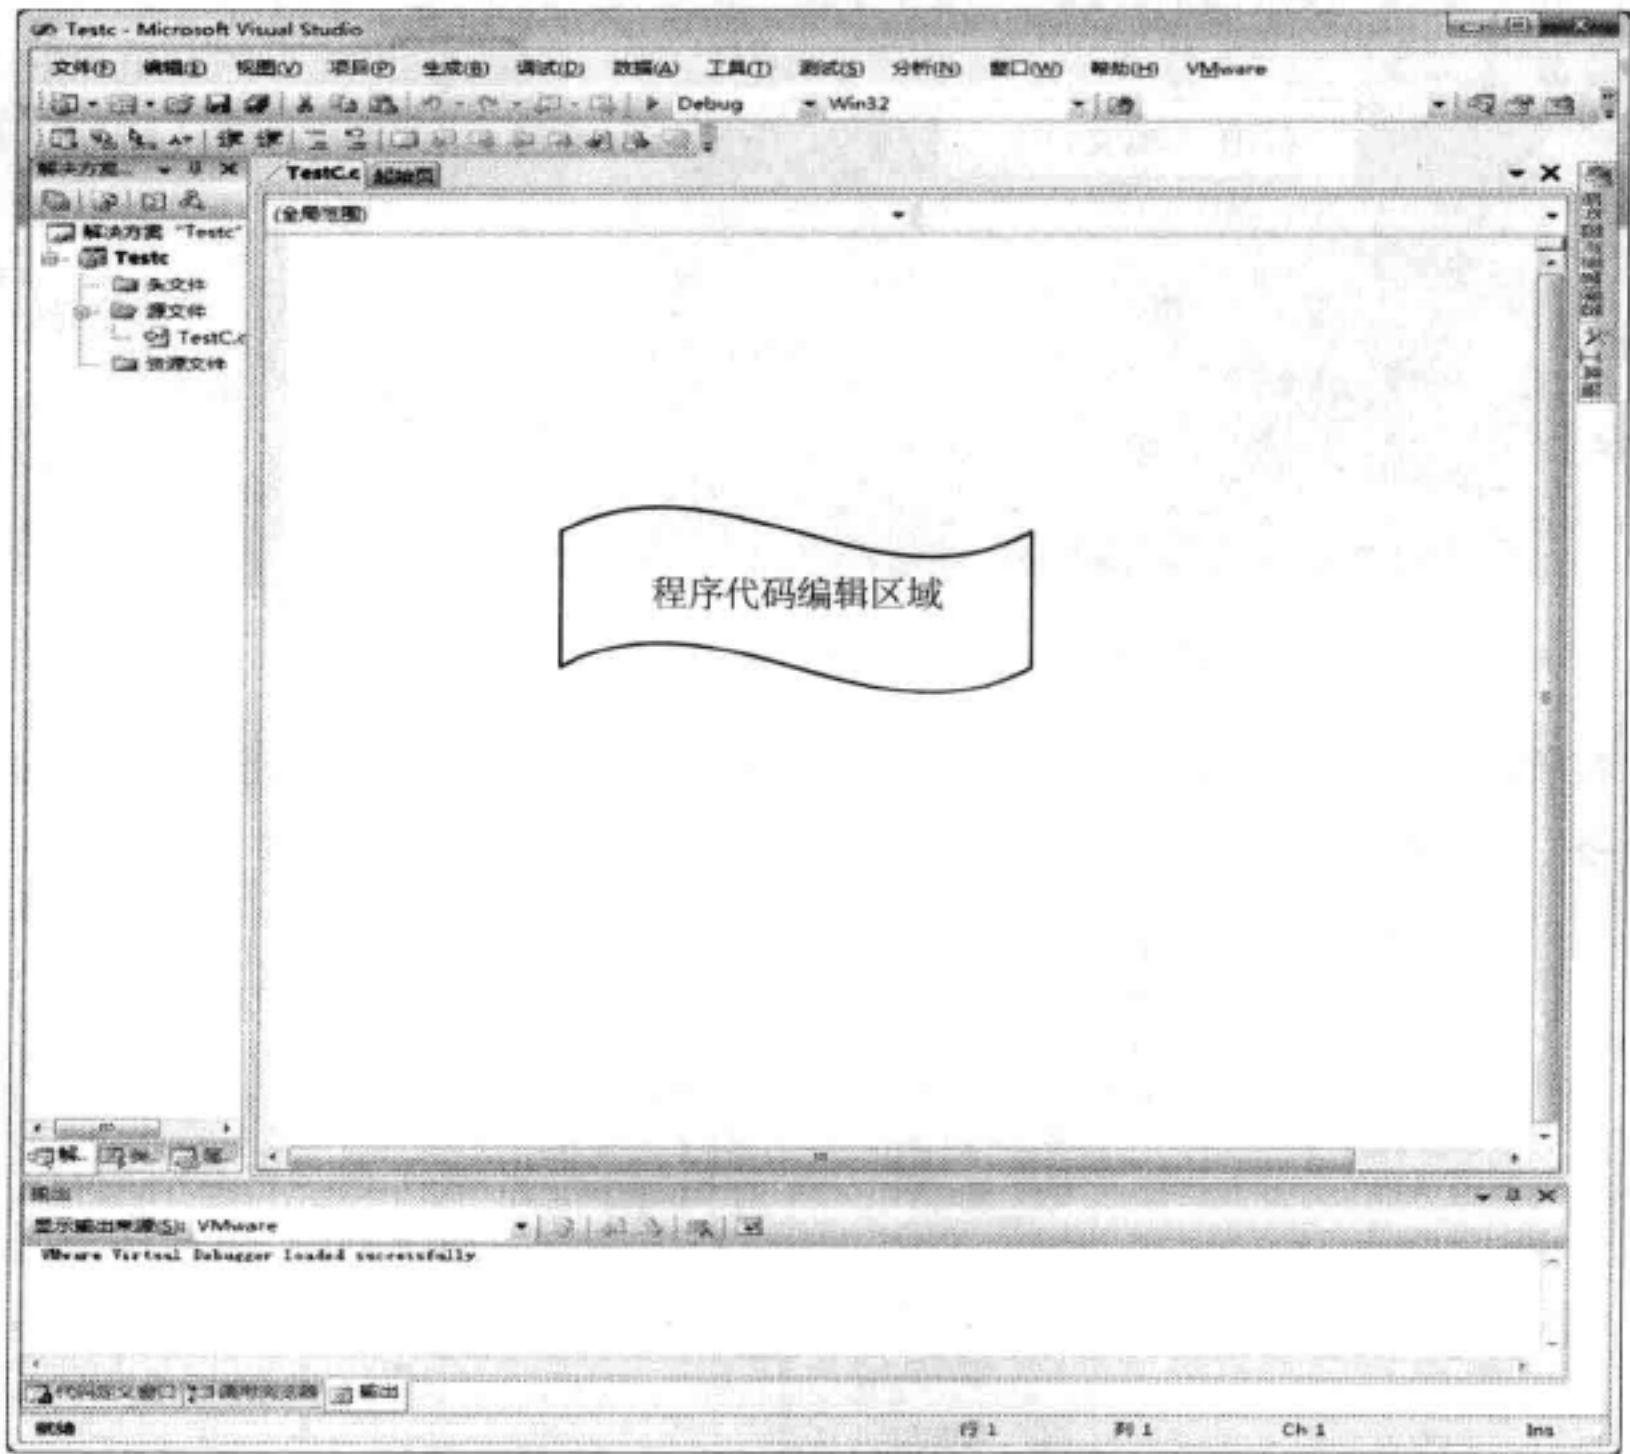 Testc - Microsoft Visual Studio
文件(F) 编辑(E) 视图(V) 项目(P) 生成(B) 调试(D) 数据(A) 工具(T) 测试(S) 分析(N) 窗口(W) 帮助(H) VMware
Debug Win32
解决方案...
TestC.c 起始页
(全局范围)
解决方案 "Testc"
Testc
头文件
源文件
TestC.c
资源文件
程序代码编辑区域
解...
输出
显示输出来源(S): VMware
VMware Virtual Debugger loaded successfully
代码定义窗口 调用浏览器 输出
就绪 行 1 列 1 Ch 1 Ins